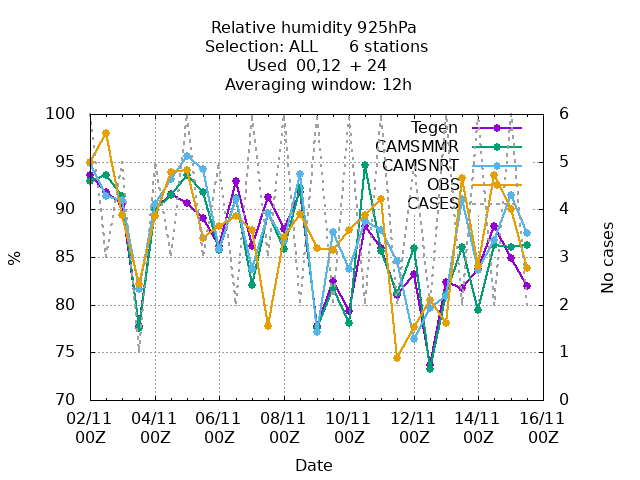 Relative humidity 925hPa
Selection: ALL 6 stations
Used 00,12 + 24
Averaging window: 12h
100 6
Tegen
CAMSMMR
95 CAMSNRT 5
OBS
90 CASES 4
% 85 3 No cases
80 2
75 1
70 0
02/11 04/11 06/11 08/11 10/11 12/11 14/11 16/11
00Z 00Z 00Z 00Z 00Z 00Z 00Z 00Z
Date